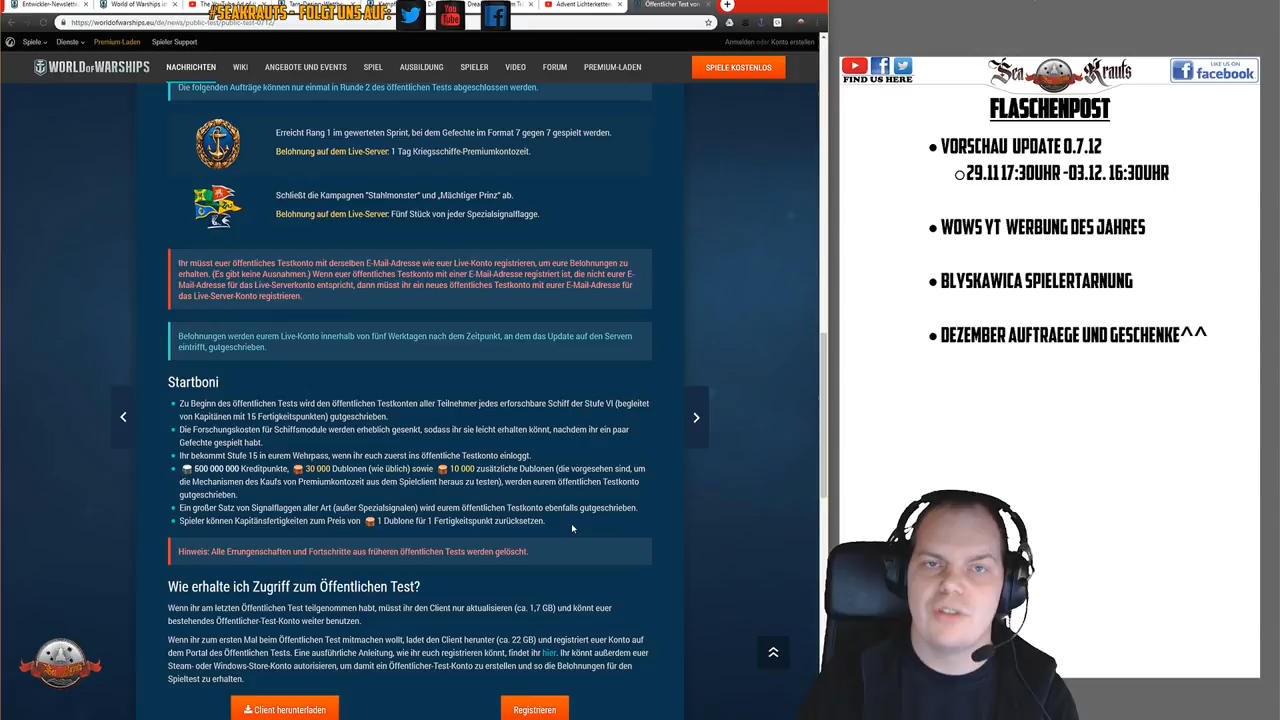 Entwickler-Newslette
World of Warships i
The YouTube Ad of
Advent Lichterketten
Öffentlicher Test von
#SEAKRAUTS - FOLGT UNS AUF:
https://worldofwarships.eu/de/news/public-test/public-test-0712/
Spiele
Dienste
Premium-Laden
Spieler Support
Anmelden oder Konto erstellen
WORLD OF WARSHIPS
NACHRICHTEN
WIKI
ANGEBOTE UND EVENTS
SPIEL
AUSBILDUNG
SPIELER
VIDEO
FORUM
PREMIUM-LADEN
SPIELE KOSTENLOS
Die folgenden Aufträge können nur einmal in Runde 2 des öffentlichen Tests abgeschlossen werden.
Erreicht Rang 1 im gewerteten Sprint, bei dem Gefechte im Format 7 gegen 7 gespielt werden.
Belohnung auf dem Live-Server: 1 Tag Kriegsschiffe-Premiumkontozeit.
Schließt die Kampagnen "Stahlmonster" und „Mächtiger Prinz" ab.
Belohnung auf dem Live-Server: Fünf Stück von jeder Spezialsignalflagge.
Ihr müsst euer öffentliches Testkonto mit derselben E-Mail-Adresse wie euer Live-Konto registrieren, um eure Belohnungen zu
erhalten. (Es gibt keine Ausnahmen.) Wenn euer öffentliches Testkonto mit einer E-Mail-Adresse registriert ist, die nicht eurer E-
Mail-Adresse für das Live-Serverkonto entspricht, dann müsst ihr ein neues öffentliches Testkonto mit eurer E-Mail-Adresse für
das Live-Server-Konto registrieren.
Belohnungen werden eurem Live-Konto innerhalb von fünf Werktagen nach dem Zeitpunkt, an dem das Update auf den Servern
eintrifft, gutgeschrieben.
Startboni
Zu Beginn des öffentlichen Tests wird den öffentlichen Testkonten aller Teilnehmer jedes erforschbare Schiff der Stufe VI (begleitet
von Kapitänen mit 15 Fertigkeitspunkten) gutgeschrieben.
Die Forschungskosten für Schiffsmodule werden erheblich gesenkt, sodass ihr sie leicht erhalten könnt, nachdem ihr ein paar
Gefechte gespielt habt.
Ihr bekommt Stufe 15 in eurem Wehrpass, wenn ihr euch zuerst ins öffentliche Testkonto einloggt.
500 000 000 Kreditpunkte, 30 000 Dublonen (wie üblich) sowie 10 000 zusätzliche Dublonen (die vorgesehen sind, um
die Mechanismen des Kaufs von Premiumkontozeit aus dem Spielclient heraus zu testen), werden eurem öffentlichen Testkonto
gutgeschrieben.
Ein großer Satz von Signalflaggen aller Art (außer Spezialsignalen) wird eurem öffentlichen Testkonto ebenfalls gutgeschrieben.
Spieler können Kapitänsfertigkeiten zum Preis von 1 Dublone für 1 Fertigkeitspunkt zurücksetzen.
Hinweis: Alle Errungenschaften und Fortschritte aus früheren öffentlichen Tests werden gelöscht.
Wie erhalte ich Zugriff zum Öffentlichen Test?
Wenn ihr am letzten Öffentlichen Test teilgenommen habt, müsst ihr den Client nur aktualisieren (ca. 1,7 GB) und könnt euer
bestehendes Öffentlicher-Test-Konto weiter benutzen.
Wenn ihr zum ersten Mal beim Öffentlichen Test mitmachen wollt, ladet den Client herunter (ca. 22 GB) und registriert euer Konto auf
dem Portal des Öffentlichen Tests. Eine ausführliche Anleitung, wie ihr euch registrieren könnt, findet ihr hier. Ihr könnt außerdem euer
Steam- oder Windows-Store-Konto autorisieren, um damit ein Öffentlicher-Test-Konto zu erstellen und so die Belohnungen für den
Spieltest zu erhalten.
Client herunterladen
Registrieren
FIND US HERE
Sea Krauts
LIKE US ON
facebook
FLASCHENPOST
VORSCHAU UPDATE 0.7.12
29.11 17:30UHR -03.12. 16:30UHR
WOWS YT WERBUNG DES JAHRES
BLYSKAWICA SPIELERTARNUNG
DEZEMBER AUFTRAEGE UND GESCHENKE^^